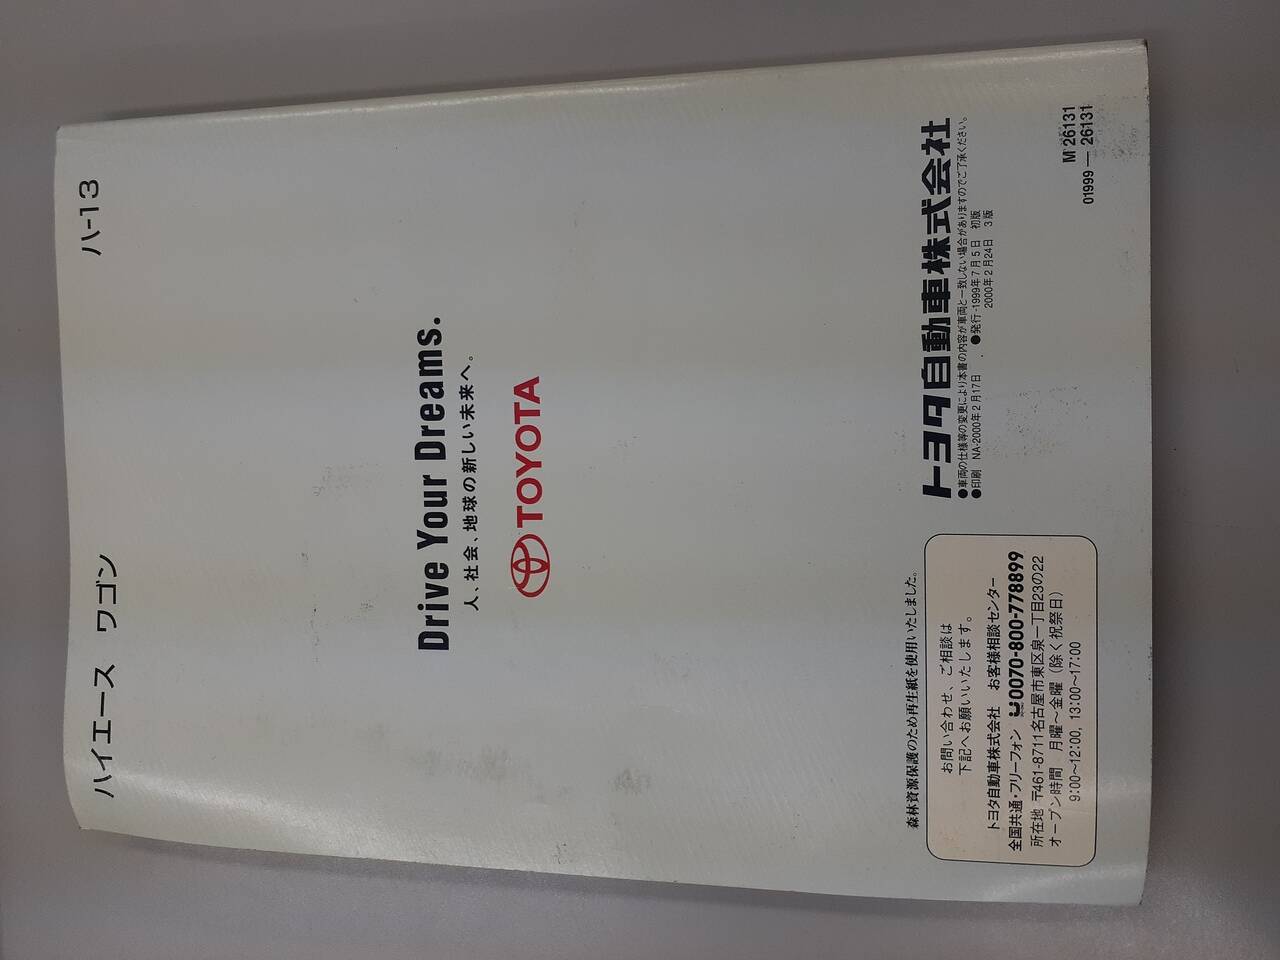 ハイエース ワゴン ハ-13
Drive Your Dreams.
人、社会、地球の新しい未来へ。
TOYOTA
森林資源保護のため再生紙を使用いたしました。
お問い合わせ、ご相談は
下記へお願いいたします。
トヨタ自動車株式会社 お客様相談センター
全国共通・フリーフォン 0070-800-778899
所在地 〒461-8711名古屋市東区泉一丁目23の22
オープン時間 月曜〜金曜（除く祝祭日）
9:00〜12:00, 13:00〜17:00
トヨタ自動車株式会社
●車両の仕様等の変更により本書の内容が車両と一致しない場合がありますのでご了承ください。
●印刷 NA-2000年2月17日 ●発行-1999年7月5日 初版
2000年2月24日 3版
M 26131
01999 — 26131